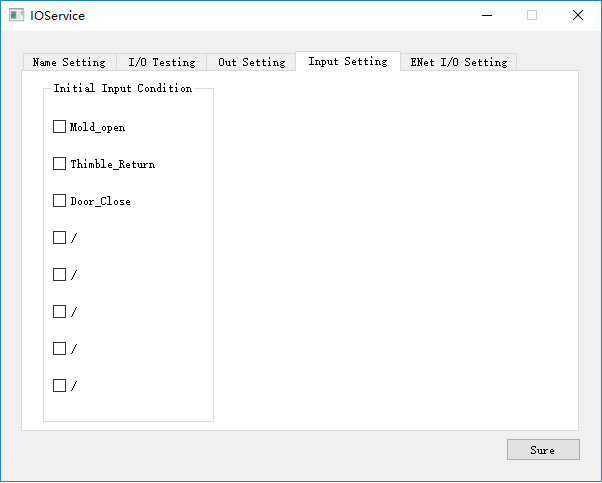 IOService
Name Setting I/O Testing Out Setting Input Setting ENet I/O Setting
Initial Input Condition
Mold_open
Thimble_Return
Door_Close
/
/
/
/
/
Sure